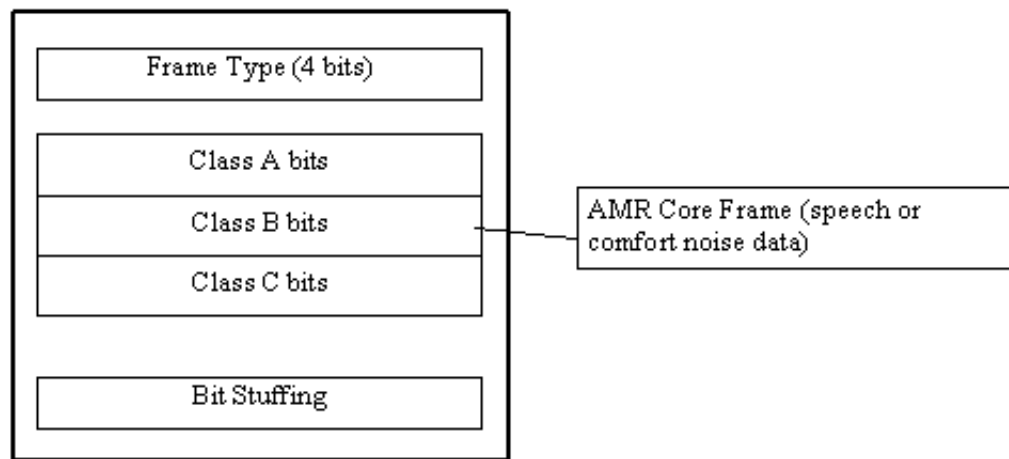 Frame Type (4 bits)
Class A bits
Class B bits
Class C bits
AMR Core Frame (speech or
comfort noise data)
Bit Stuffing